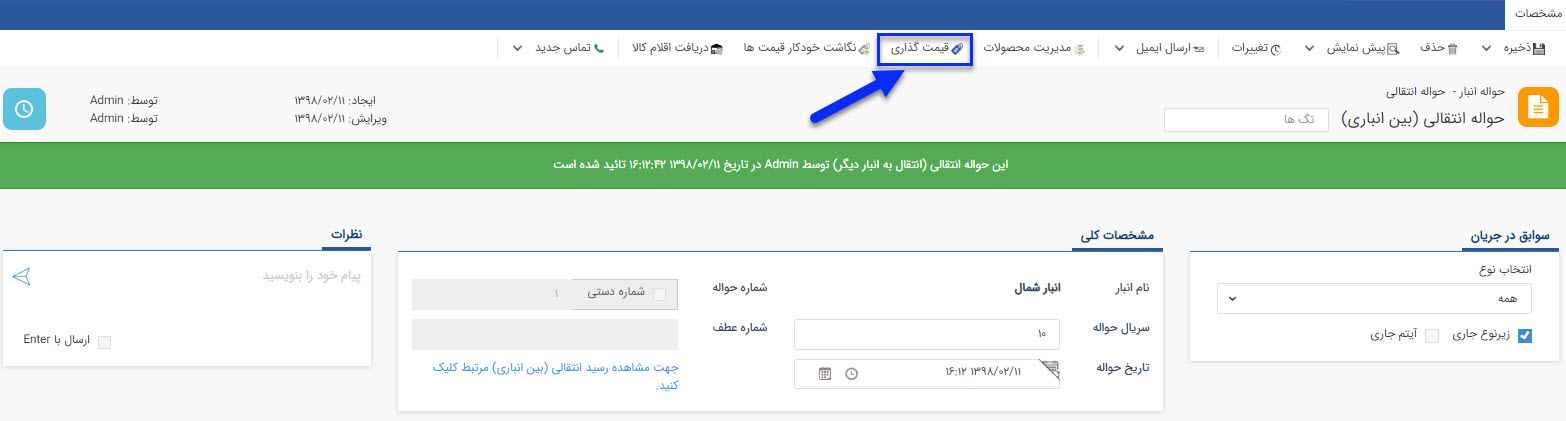 مشخصات
ذخیره
حذف
پیش نمایش
تغییرات
ارسال ایمیل
مدیریت محصولات
قیمت گذاری
نگاشت خودکار قیمت ها
دریافت اقلام کالا
تماس جدید
حواله انبار - حواله انتقالی
حواله انتقالی (بین انباری)
تگ ها
ایجاد: ۱۳۹۸/۰۲/۱۱ توسط: Admin
ویرایش: ۱۳۹۸/۰۲/۱۱ توسط: Admin
این حواله انتقالی (انتقال به انبار دیگر) توسط Admin در تاریخ ۱۳۹۸/۰۲/۱۱ ۱۶:۱۲:۴۲ تائید شده است
سوابق در جریان
انتخاب نوع
همه
زیرنوع جاری
آیتم جاری
مشخصات کلی
نام انبار انبار شمال
شماره حواله شماره دستی ۱
سریال حواله ۱۰
شماره عطف
تاریخ حواله ۱۳۹۸/۰۲/۱۱ ۱۶:۱۲
جهت مشاهده رسید انتقالی (بین انباری) مرتبط کلیک
کنید.
نظرات
پیام خود را بنویسید
ارسال با Enter